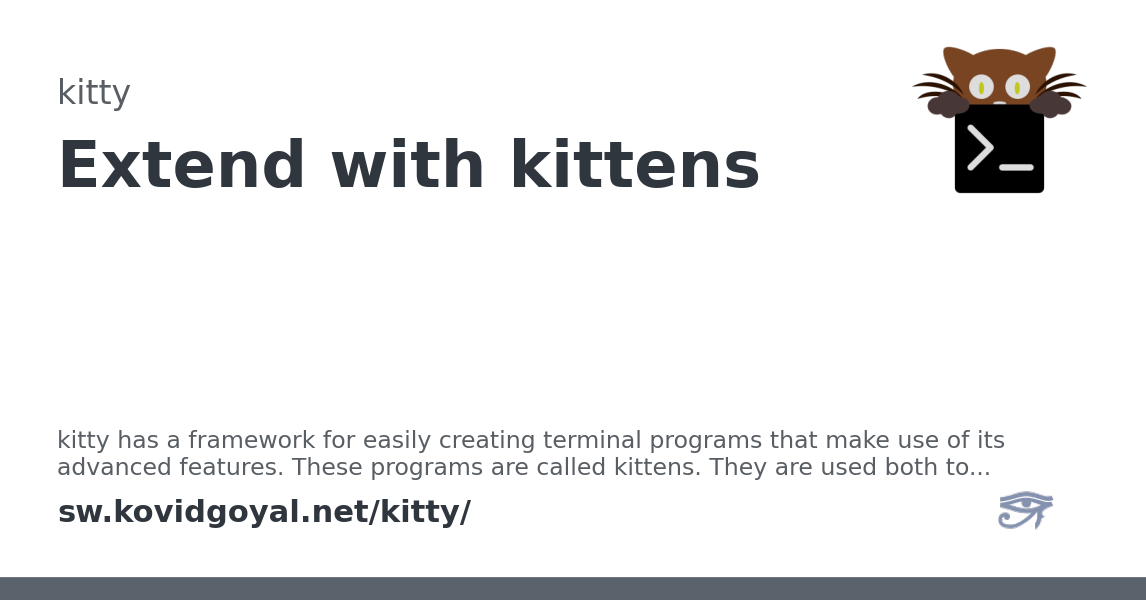 kitty
Extend with kittens
kitty has a framework for easily creating terminal programs that make use of its
advanced features. These programs are called kittens. They are used both to...
sw.kovidgoyal.net/kitty/